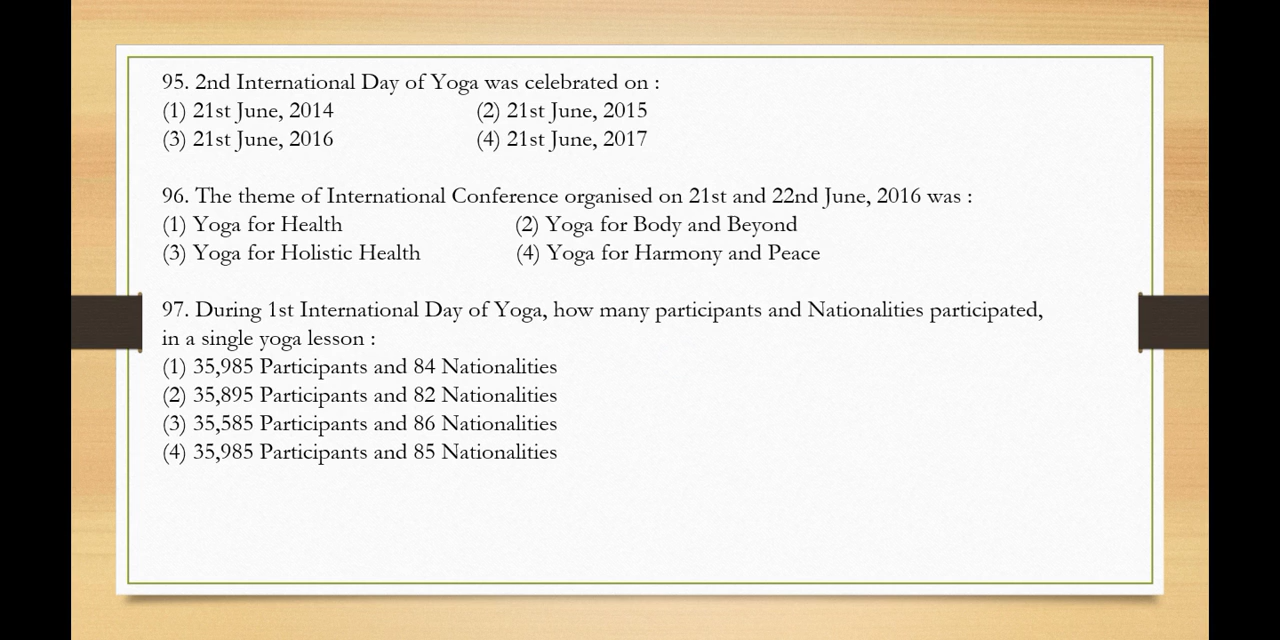 95. 2nd International Day of Yoga was celebrated on :
(1) 21st June, 2014 (2) 21st June, 2015
(3) 21st June, 2016 (4) 21st June, 2017
96. The theme of International Conference organised on 21st and 22nd June, 2016 was :
(1) Yoga for Health (2) Yoga for Body and Beyond
(3) Yoga for Holistic Health (4) Yoga for Harmony and Peace
97. During 1st International Day of Yoga, how many participants and Nationalities participated,
in a single yoga lesson :
(1) 35,985 Participants and 84 Nationalities
(2) 35,895 Participants and 82 Nationalities
(3) 35,585 Participants and 86 Nationalities
(4) 35,985 Participants and 85 Nationalities